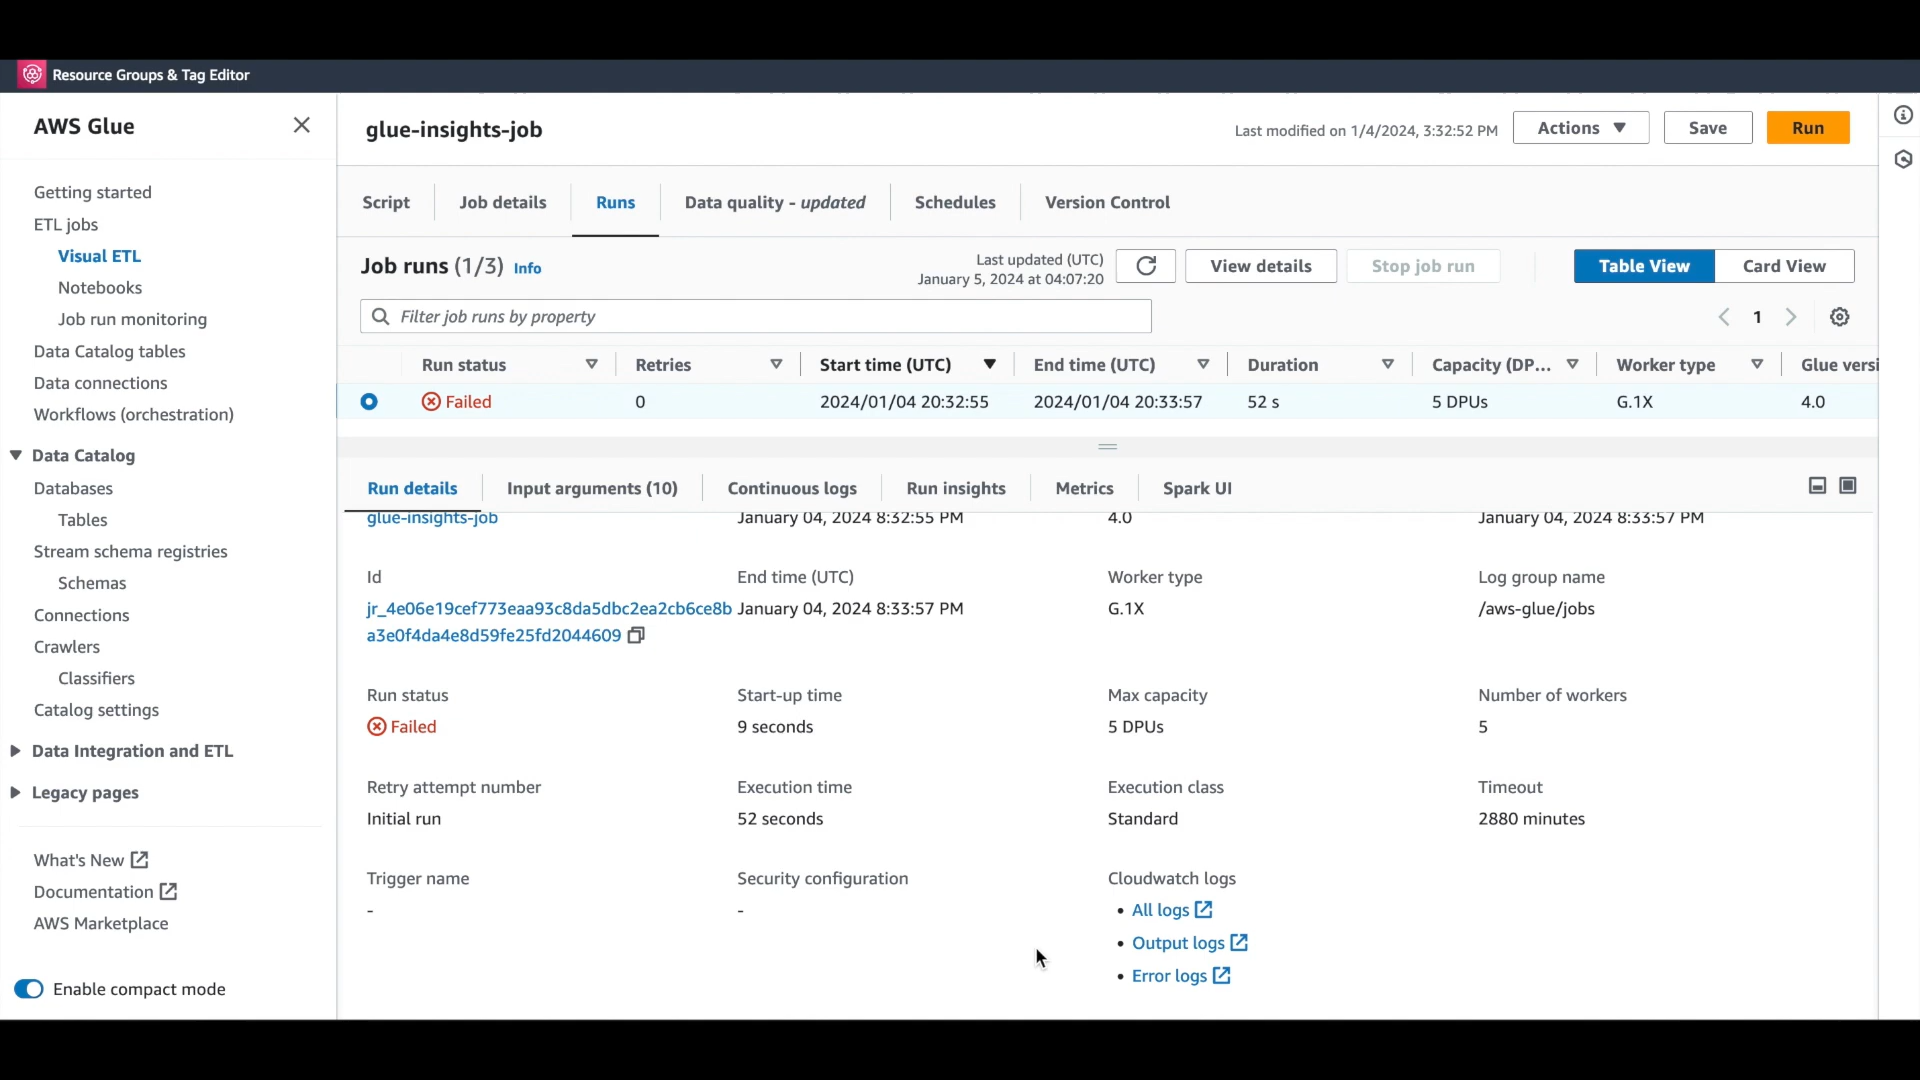 Resource Groups & Tag Editor
AWS Glue
Getting started
ETL jobs
Visual ETL
Notebooks
Job run monitoring
Data Catalog tables
Data connections
Workflows (orchestration)
Data Catalog
Databases
Tables
Stream schema registries
Schemas
Connections
Crawlers
Classifiers
Catalog settings
Data Integration and ETL
Legacy pages
What's New
Documentation
AWS Marketplace
Enable compact mode
glue-insights-job
Last modified on 1/4/2024, 3:32:52 PM
Actions
Save
Run
Script
Job details
Runs
Data quality - updated
Schedules
Version Control
Job runs (1/3) Info
Last updated (UTC)
January 5, 2024 at 04:07:20
View details
Stop job run
Table View
Card View
Filter job runs by property
1
Run status Retries Start time (UTC) End time (UTC) Duration Capacity (DP... Worker type Glue versi
Failed 0 2024/01/04 20:32:55 2024/01/04 20:33:57 52 s 5 DPUs G.1X 4.0
Run details Input arguments (10) Continuous logs Run insights Metrics Spark UI
glue-insights-job January 04, 2024 8:32:55 PM 4.0 January 04, 2024 8:33:57 PM
Id End time (UTC) Worker type Log group name
jr_4e06e19cef773eaa93c8da5dbc2ea2cb6ce8b January 04, 2024 8:33:57 PM G.1X /aws-glue/jobs
a3e0f4da4e8d59fe25fd2044609
Run status Start-up time Max capacity Number of workers
Failed 9 seconds 5 DPUs 5
Retry attempt number Execution time Execution class Timeout
Initial run 52 seconds Standard 2880 minutes
Trigger name Security configuration Cloudwatch logs
- - • All logs
• Output logs
• Error logs